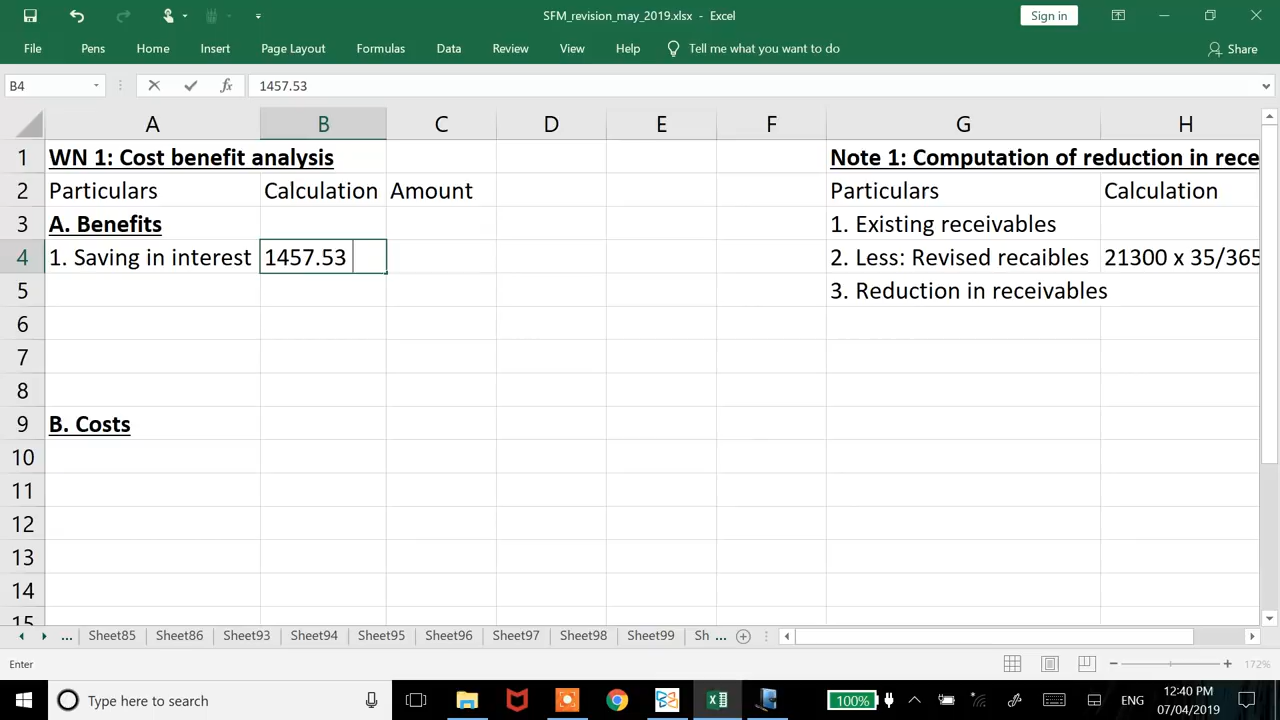 SFM_revision_may_2019.xlsx - Excel
Sign in
File Pens Home Insert Page Layout Formulas Data Review View Help Tell me what you want to do Share
B4 fx 1457.53
A B C D E F G H
1 WN 1: Cost benefit analysis Note 1: Computation of reduction in rece
2 Particulars Calculation Amount Particulars Calculation
3 A. Benefits 1. Existing receivables
4 1. Saving in interest 1457.53 2. Less: Revised recaibles 21300 x 35/365
5 3. Reduction in receivables
6
7
8
9 B. Costs
10
11
12
13
14
15
... Sheet85 Sheet86 Sheet93 Sheet94 Sheet95 Sheet96 Sheet97 Sheet98 Sheet99 Sh ...
Enter 172%
Type here to search 100% ENG 12:40 PM
07/04/2019